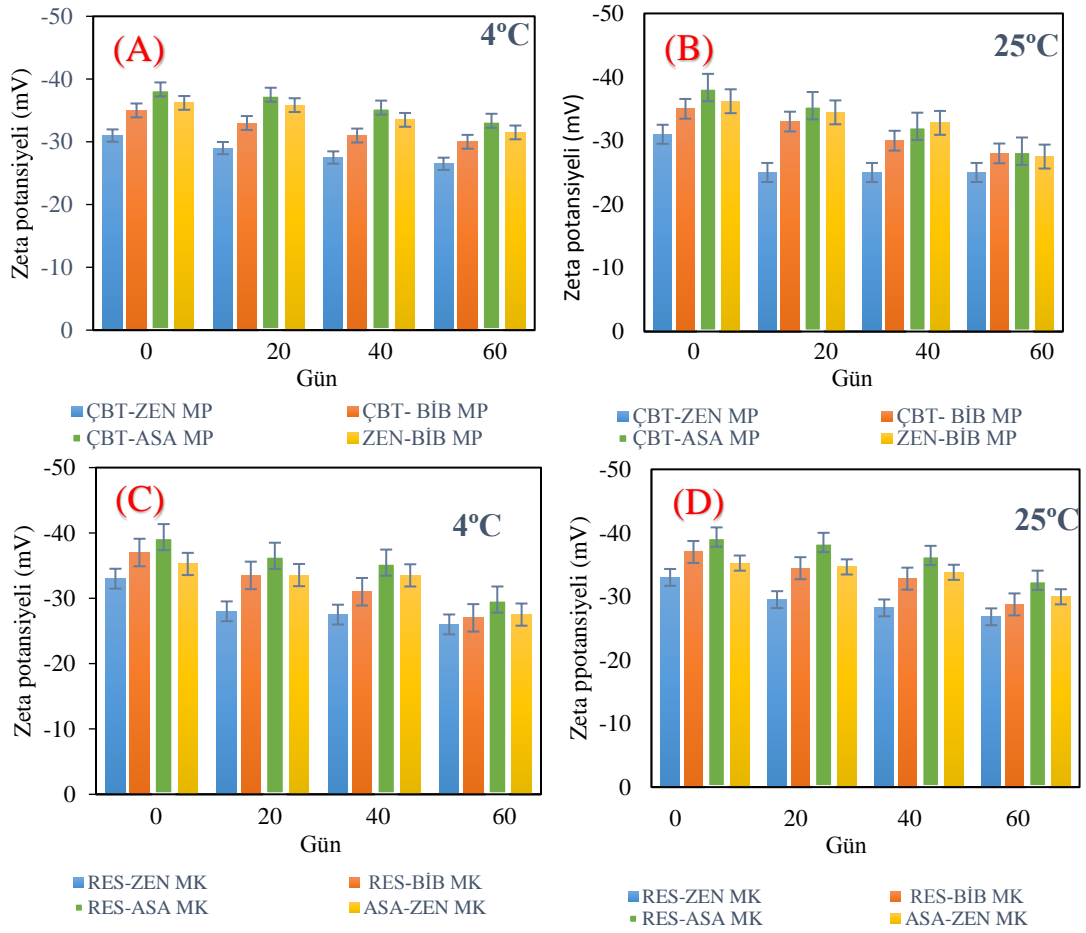 Zeta potansiyeli (mV)
-50
-40
-30
-20
-10
0
(A)
4ºC
0 20 40 60
Gün
ÇBT-ZEN MP ÇBT- BİB MP
ÇBT-ASA MP ZEN-BİB MP
Zeta potansiyeli (mV)
-50
-40
-30
-20
-10
0
(B)
25ºC
0 20 40 60
Gün
ÇBT-ZEN MP ÇBT- BİB MP
ÇBT-ASA MP ZEN-BİB MP
Zeta potansiyeli (mV)
-50
-40
-30
-20
-10
0
(C)
4ºC
0 20 40 60
Gün
RES-ZEN MK RES-BİB MK
RES-ASA MK ASA-ZEN MK
Zeta ppotansiyeli (mV)
-50
-40
-30
-20
-10
0
(D)
25ºC
0 20 40 60
Gün
RES-ZEN MK RES-BİB MK
RES-ASA MK ASA-ZEN MK